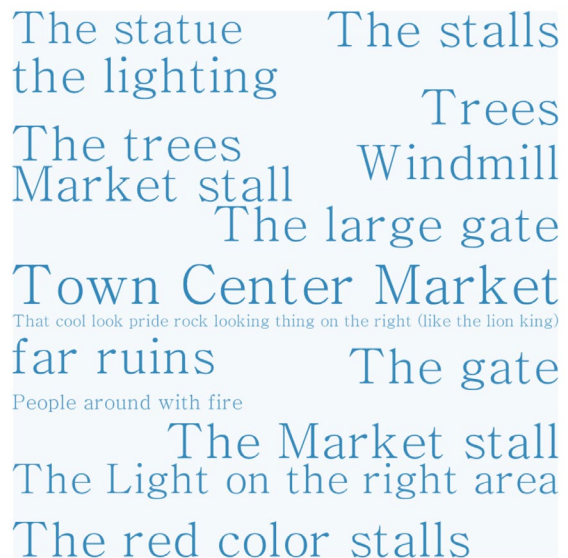 The statue
The stalls
the lighting
Trees
The trees
Windmill
Market stall
The large gate
Town Center Market
That cool look pride rock looking thing on the right (like the lion king)
far ruins
The gate
People around with fire
The Market stall
The Light on the right area
The red color stalls